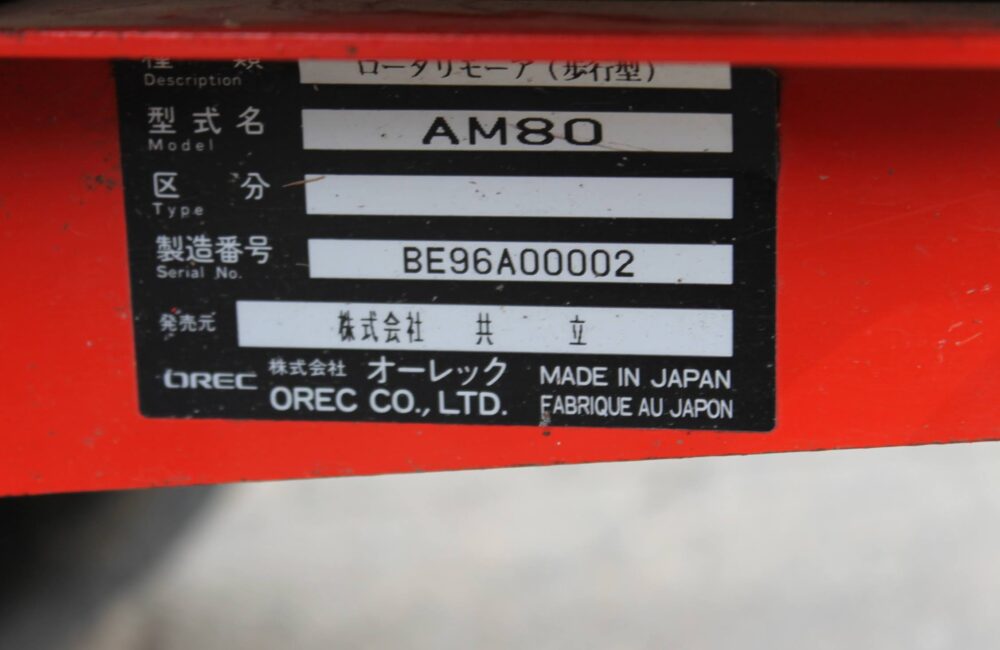 種 類 ロータリモーア（歩行型）
Description
型式名 AM80
Model
区 分
Type
製造番号 BE96A00002
Serial No.
発売元 株式会社 共 立
OREC 株式会社 オーレック MADE IN JAPAN
OREC CO., LTD. FABRIQUE AU JAPON